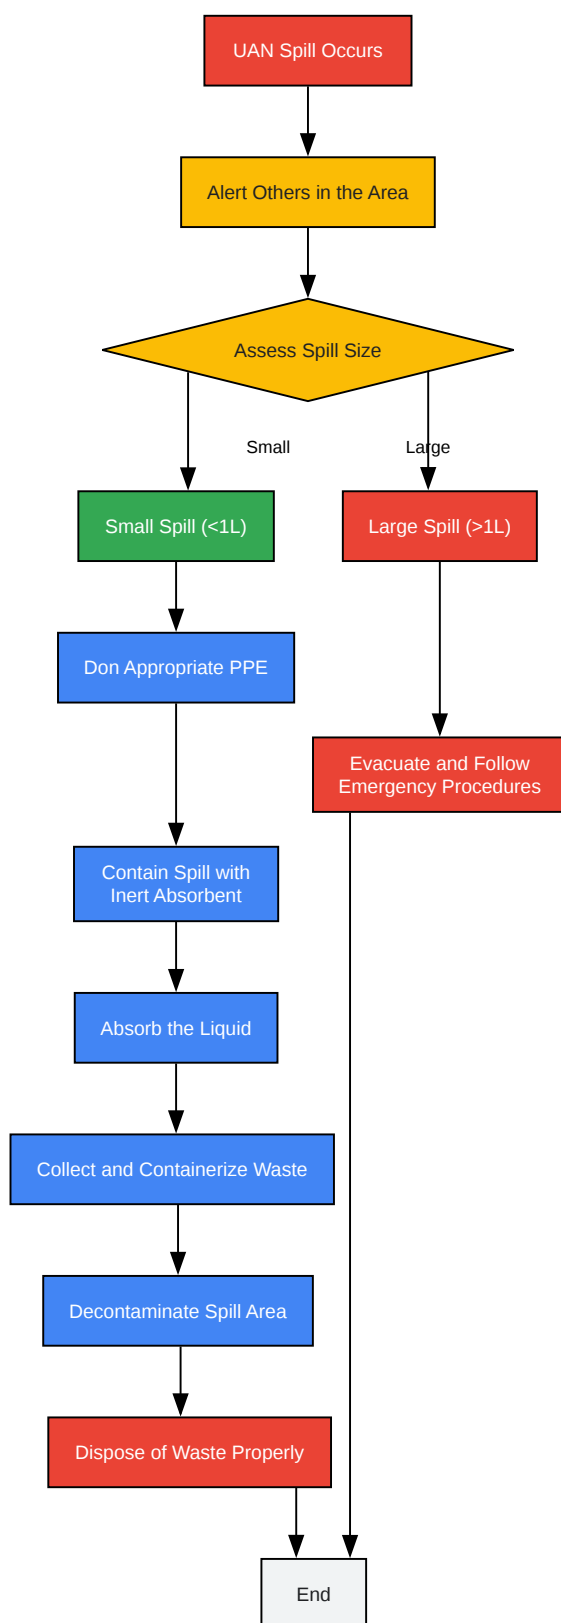 UAN Spill Occurs
Alert Others in the Area
Assess Spill Size
Small
Large
Small Spill (<1L)
Large Spill (>1L)
Don Appropriate PPE
Evacuate and Follow
Emergency Procedures
Contain Spill with
Inert Absorbent
Absorb the Liquid
Collect and Containerize Waste
Decontaminate Spill Area
Dispose of Waste Properly
End